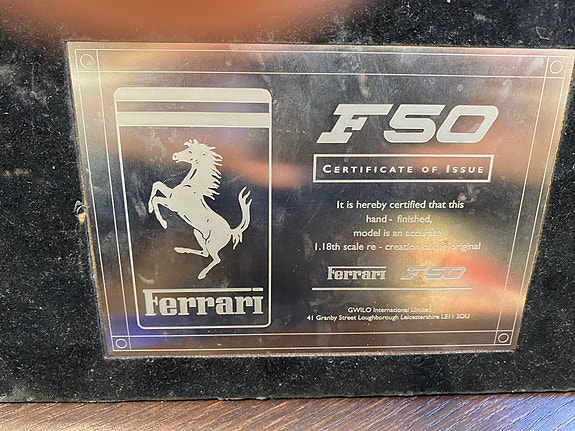 F50
CERTIFICATE OF ISSUE
It is hereby certified that this
hand - finished,
model is an accurate
1.18th scale re - creation of the original
Ferrari F50
GWILO International Limited
41 Granby Street Loughborough Leicestershire LE11 3DU
Ferrari